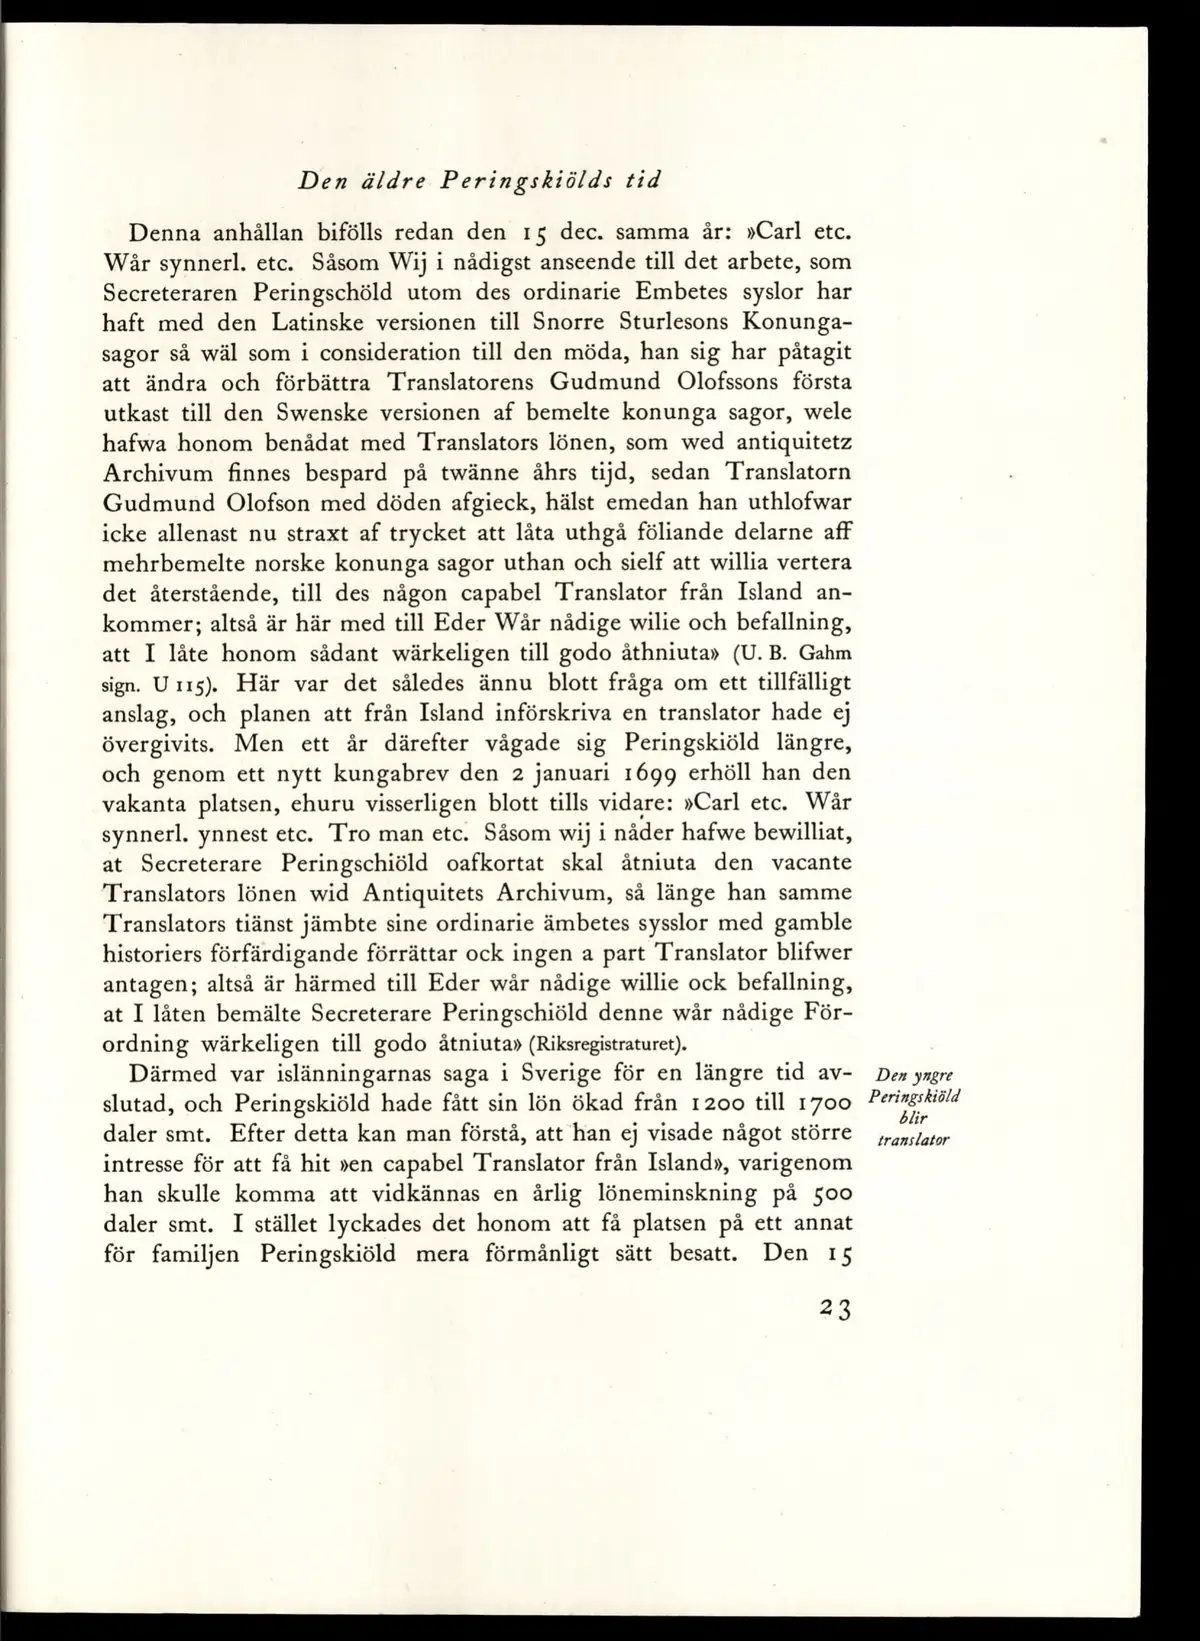 Den äldre Peringskiölds tid
Denna anhållan bifölls redan den 15 dec. samma år: »Carl etc.
Wår synnerl. etc. Såsom Wij i nådigst anseende till det arbete, som
Secreteraren Peringschöld utom des ordinarie Embetes syslor har
haft med den Latinske versionen till Snorre Sturlesons Konunga-
sagor så wäl som i consideration till den möda, han sig har påtagit
att ändra och förbättra Translatorens Gudmund Olofssons första
utkast till den Swenske versionen af bemelte konunga sagor, wele
hafwa honom benådat med Translators lönen, som wed antiquitetz
Archivum finnes bespard på twänne åhrs tijd, sedan Translatorn
Gudmund Olofson med döden afgieck, hälst emedan han uthlofwar
icke allenast nu straxt af trycket att låta uthgå föliande delarne aff
mehrbemelte norske konunga sagor uthan och sielf att willia vertera
det återstående, till des någon capabel Translator från Island an-
kommer; altså är här med till Eder Wår nådige wilie och befallning,
att I låte honom sådant wärkeligen till godo åthniuta» (U. B. Gahm
sign. U 115). Här var det således ännu blott fråga om ett tillfälligt
anslag, och planen att från Island införskriva en translator hade ej
övergivits. Men ett år därefter vågade sig Peringskiöld längre,
och genom ett nytt kungabrev den 2 januari 1699 erhöll han den
vakanta platsen, ehuru visserligen blott tills vidare: »Carl etc. Wår
synnerl. ynnest etc. Tro man etc. Såsom wij i nåder hafwe bewilliat,
at Secreterare Peringschiöld oafkortat skal åtniuta den vacante
Translators lönen wid Antiquitets Archivum, så länge han samme
Translators tiänst jämbte sine ordinarie ämbetes sysslor med gamble
historiers förfärdigande förrättar ock ingen a part Translator blifwer
antagen; altså är härmed till Eder wår nådige willie ock befallning,
at I låten bemälte Secreterare Peringschiöld denne wår nådige För-
ordning wärkeligen till godo åtniuta» (Riksregistraturet).
Därmed var islänningarnas saga i Sverige för en längre tid av-
slutad, och Peringskiöld hade fått sin lön ökad från 1200 till 1700
daler smt. Efter detta kan man förstå, att han ej visade något större
intresse för att få hit »en capabel Translator från Island», varigenom
han skulle komma att vidkännas en årlig löneminskning på 500
daler smt. I stället lyckades det honom att få platsen på ett annat
för familjen Peringskiöld mera förmånligt sätt besatt. Den 15
Den yngre
Peringskiöld
blir
translator
23